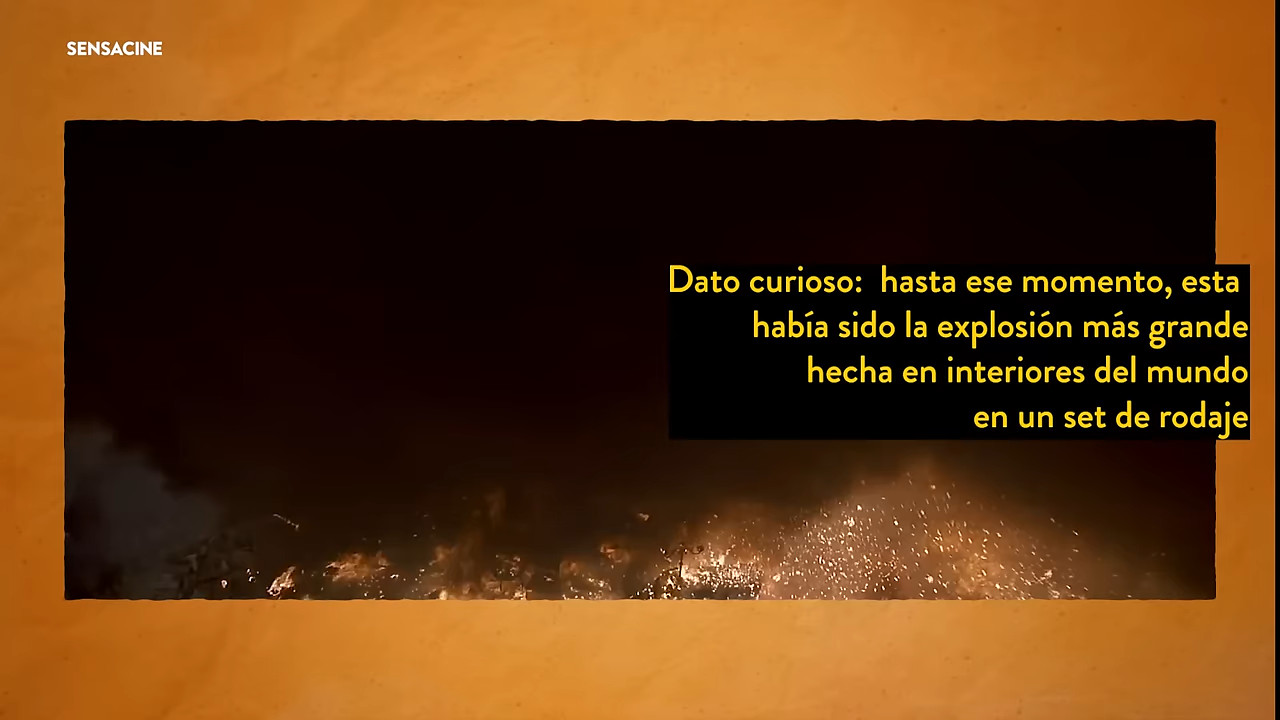 SENSACINE
Dato curioso:  hasta ese momento, esta
había sido la explosión más grande
hecha en interiores del mundo
en un set de rodaje